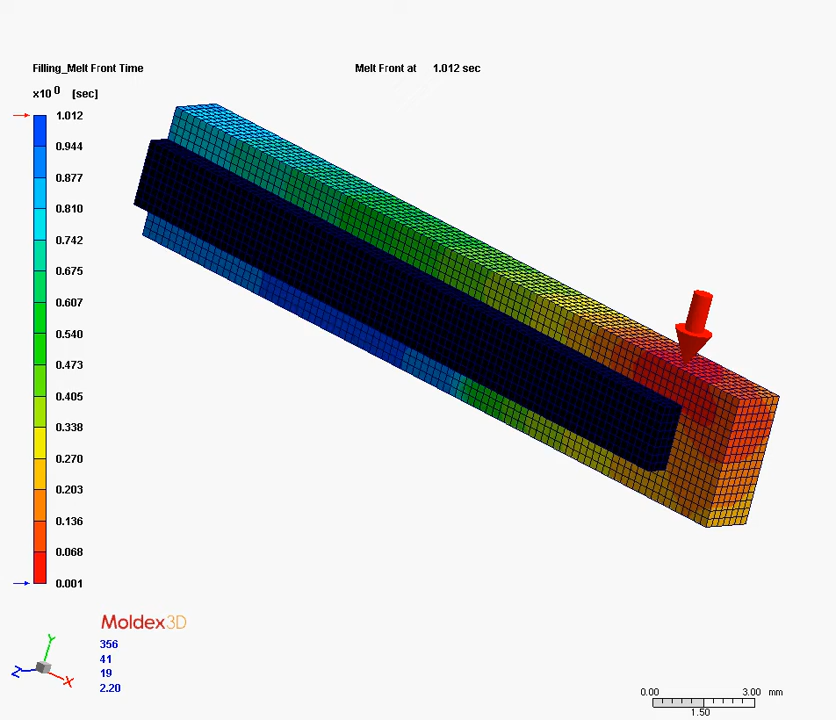 Filling_Melt Front Time
Melt Front at 1.012 sec
x10 0 [sec]
1.012
0.944
0.877
0.810
0.742
0.675
0.607
0.540
0.473
0.405
0.338
0.270
0.203
0.136
0.068
0.001
Moldex3D
356
41
19
2.20
Y
Z
X
0.00 3.00 mm
1.50